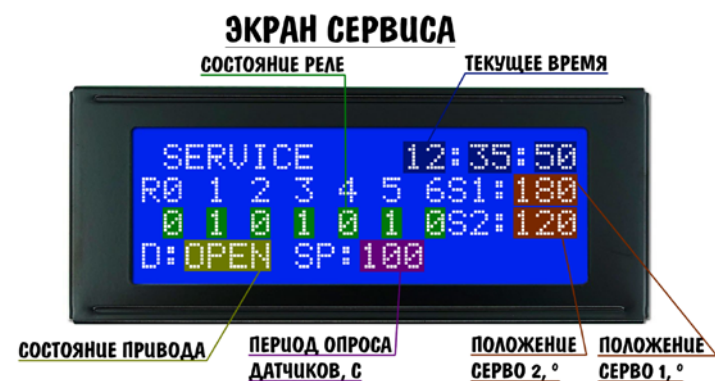 ЭКРАН СЕРВИСА
СОСТОЯНИЕ РЕЛЕ
ТЕКУЩЕЕ ВРЕМЯ
SERVICE 12:35:50
R0 1 2 3 4 5 6S1:180
0 1 0 1 0 1 0S2:120
D:OPEN SP:100
СОСТОЯНИЕ ПРИВОДА
ПЕРИОД ОПРОСА
ДАТЧИКОВ, С
ПОЛОЖЕНИЕ
СЕРВО 2, °
ПОЛОЖЕНИЕ
СЕРВО 1, °